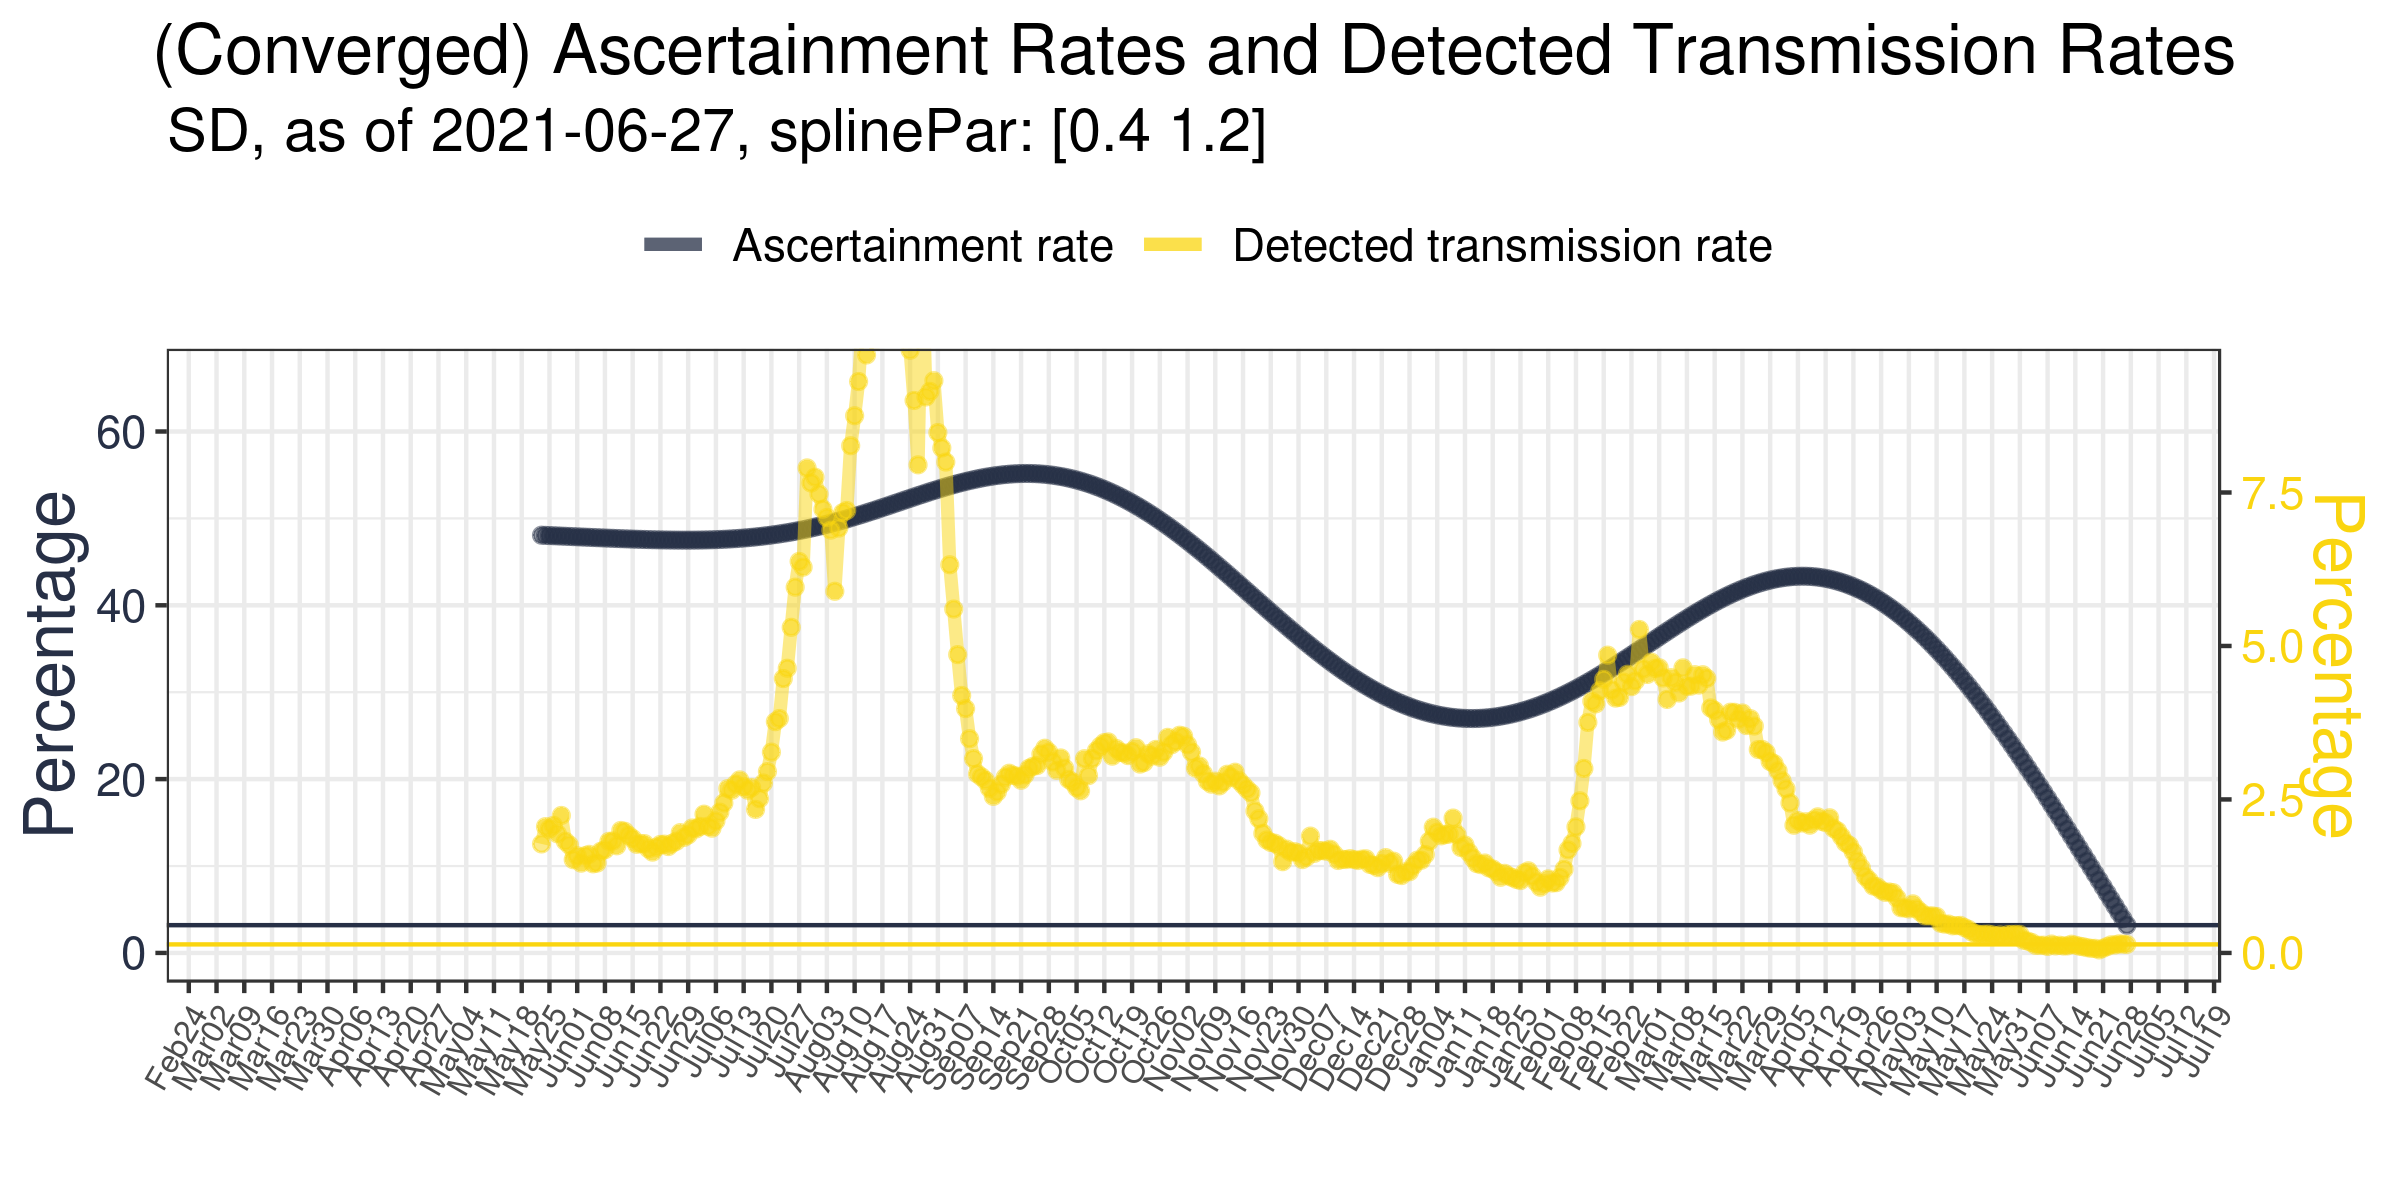 (Converged) Ascertainment Rates and Detected Transmission Rates
SD, as of 2021-06-27, splinePar: [0.4 1.2]
Ascertainment rate Detected transmission rate
Percentage
60
40
20
0
7.5
5.0
2.5
0.0
Percentage
Feb24
Mar02
Mar09
Mar16
Mar23
Mar30
Apr06
Apr13
Apr20
Apr27
May04
May11
May18
May25
Jun01
Jun08
Jun15
Jun22
Jun29
Jul06
Jul13
Jul20
Jul27
Aug03
Aug10
Aug17
Aug24
Aug31
Sep07
Sep14
Sep21
Sep28
Oct05
Oct12
Oct19
Oct26
Nov02
Nov09
Nov16
Nov23
Nov30
Dec07
Dec14
Dec21
Dec28
Jan04
Jan11
Jan18
Jan25
Feb01
Feb08
Feb15
Feb22
Mar01
Mar08
Mar15
Mar22
Mar29
Apr05
Apr12
Apr19
Apr26
May03
May10
May17
May24
May31
Jun07
Jun14
Jun21
Jun28
Jul05
Jul12
Jul19